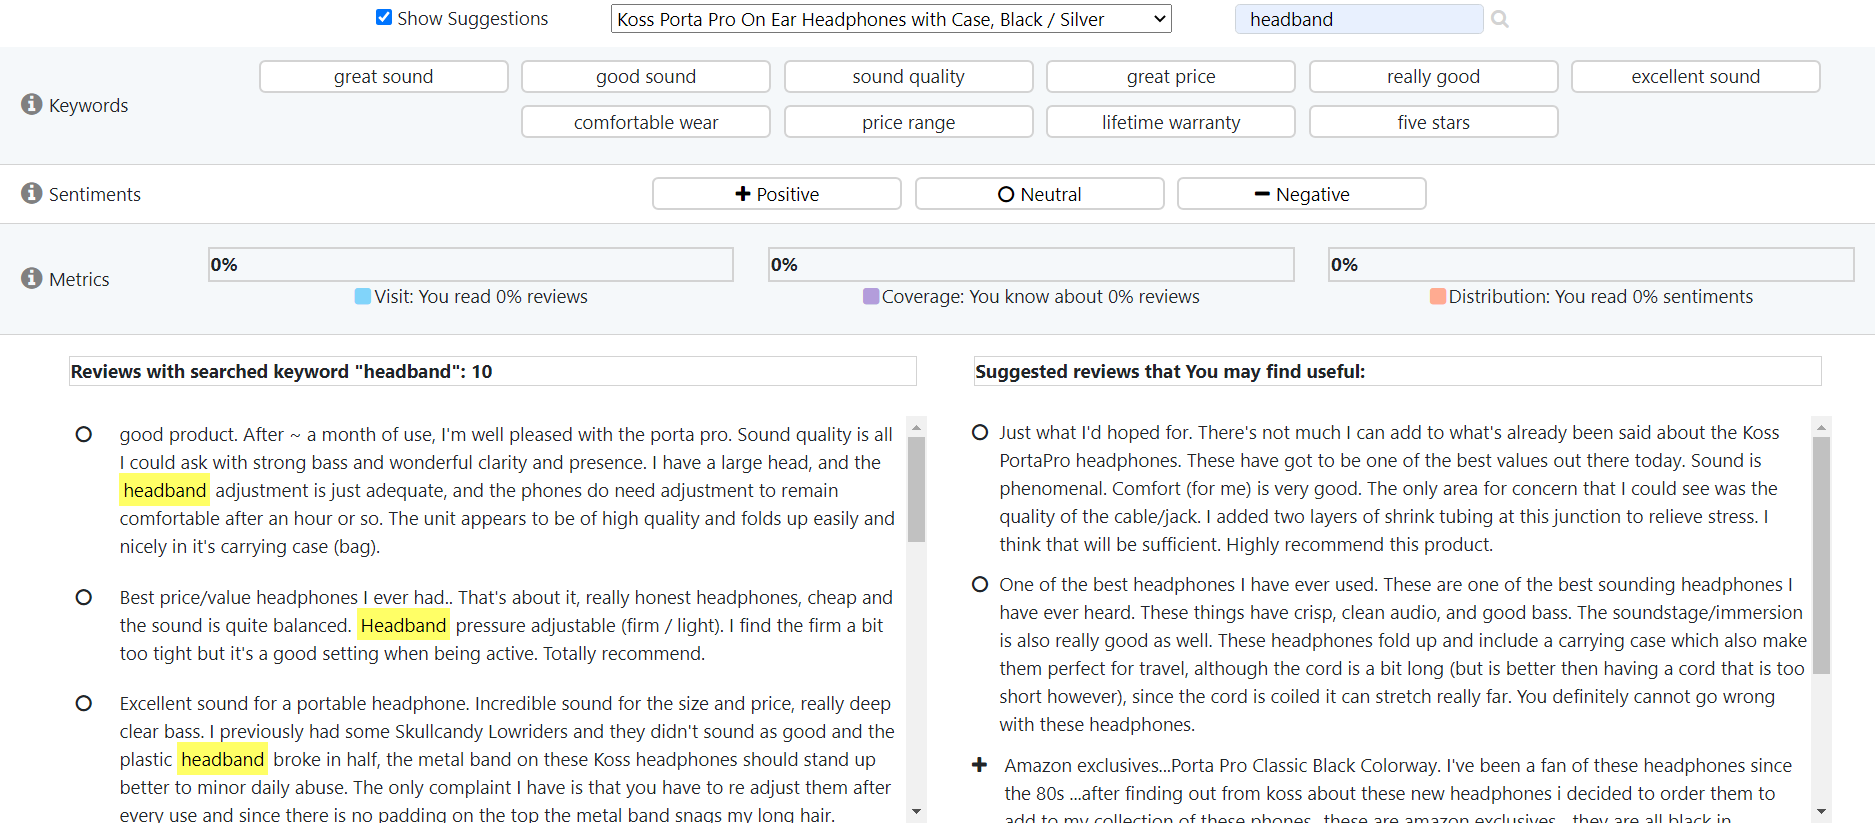 Show Suggestions
Koss Porta Pro On Ear Headphones with Case, Black / Silver
headband
Keywords
great sound
good sound
sound quality
great price
really good
excellent sound
comfortable wear
price range
lifetime warranty
five stars
Sentiments
Positive
Neutral
Negative
Metrics
0%
Visit: You read 0% reviews
0%
Coverage: You know about 0% reviews
0%
Distribution: You read 0% sentiments
Reviews with searched keyword "headband": 10
good product. After ~ a month of use, I'm well pleased with the porta pro. Sound quality is all
I could ask with strong bass and wonderful clarity and presence. I have a large head, and the
headband adjustment is just adequate, and the phones do need adjustment to remain
comfortable after an hour or so. The unit appears to be of high quality and folds up easily and
nicely in it's carrying case (bag).
Best price/value headphones I ever had.. That's about it, really honest headphones, cheap and
the sound is quite balanced. Headband pressure adjustable (firm / light). I find the firm a bit
too tight but it's a good setting when being active. Totally recommend.
Excellent sound for a portable headphone. Incredible sound for the size and price, really deep
clear bass. I previously had some Skullcandy Lowriders and they didn't sound as good and the
plastic headband broke in half, the metal band on these Koss headphones should stand up
better to minor daily abuse. The only complaint I have is that you have to re adjust them after
every use and since there is no padding on the top the metal band snags my long hair.
Suggested reviews that You may find useful:
Just what I'd hoped for. There's not much I can add to what's already been said about the Koss
PortaPro headphones. These have got to be one of the best values out there today. Sound is
phenomenal. Comfort (for me) is very good. The only area for concern that I could see was the
quality of the cable/jack. I added two layers of shrink tubing at this junction to relieve stress. I
think that will be sufficient. Highly recommend this product.
One of the best headphones I have ever used. These are one of the best sounding headphones I
have ever heard. These things have crisp, clean audio, and good bass. The soundstage/immersion
is also really good as well. These headphones fold up and include a carrying case which also make
them perfect for travel, although the cord is a bit long (but is better then having a cord that is too
short however), since the cord is coiled it can stretch really far. You definitely cannot go wrong
with these headphones.
Amazon exclusives...Porta Pro Classic Black Colorway. I've been a fan of these headphones since
the 80s ...after finding out from koss about these new headphones i decided to order them to
add to my collection of these phones these are amazon exclusives they are all black in